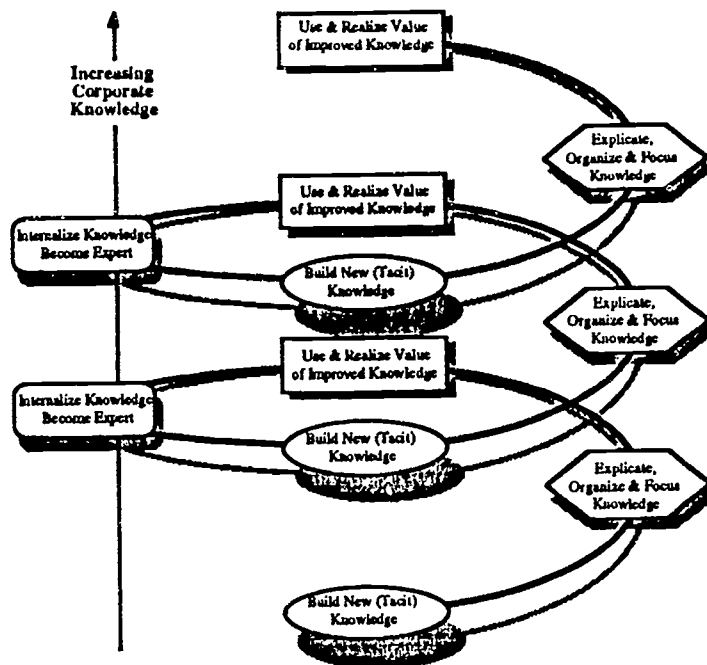 Use & Realize Value
of Improved Knowledge
Increasing
Corporate
Knowledge
Explicate,
Organize & Focus
Knowledge
Use & Realize Value
of Improved Knowledge
Internalize Knowledge
Become Expert
Build New (Tacit)
Knowledge
Explicate,
Organize & Focus
Knowledge
Use & Realize Value
of Improved Knowledge
Internalize Knowledge
Become Expert
Build New (Tacit)
Knowledge
Explicate,
Organize & Focus
Knowledge
Build New (Tacit)
Knowledge